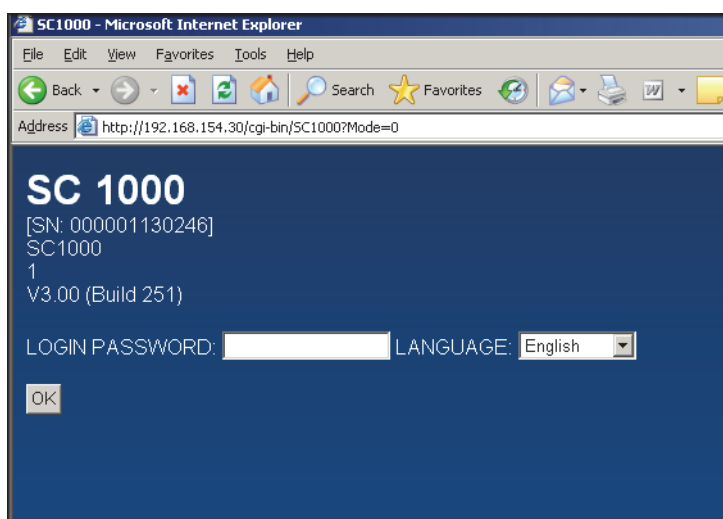 SC1000 - Microsoft Internet Explorer
File Edit View Favorites Tools Help
Back Search Favorites
Address http://192.168.154.30/cgi-bin/SC1000?Mode=0
SC 1000
[SN: 000001130246]
SC1000
1
V3.00 (Build 251)
LOGIN PASSWORD: LANGUAGE: English
OK